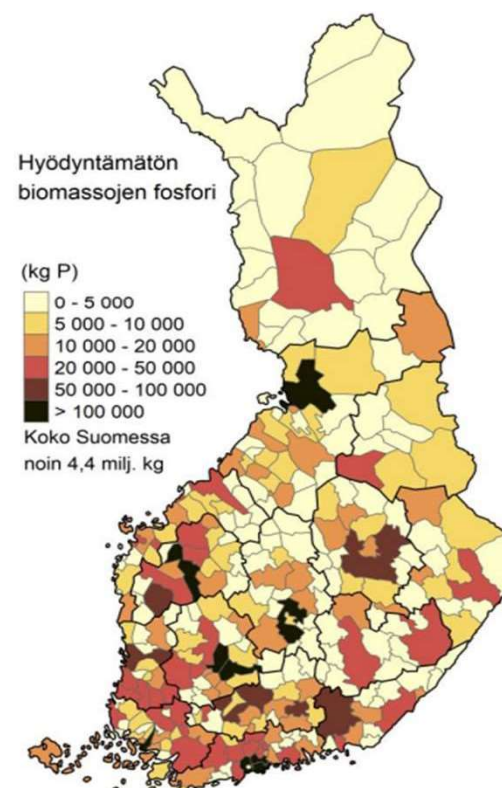 Hyödyntämätön
biomassojen fosfori
(kg P)
0 - 5 000
5 000 - 10 000
10 000 - 20 000
20 000 - 50 000
50 000 - 100 000
> 100 000
Koko Suomessa
noin 4,4 milj. kg